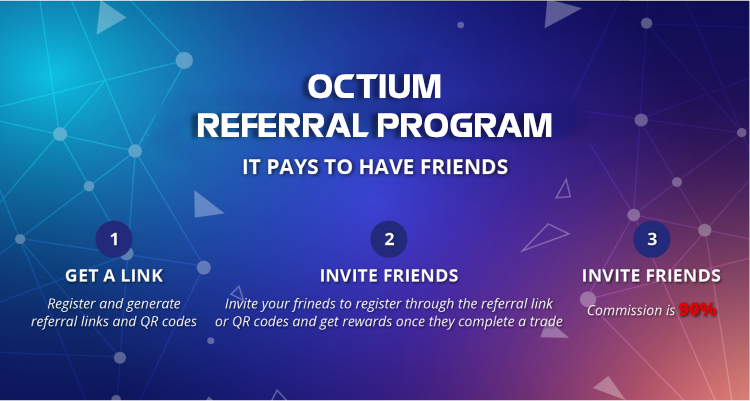 OCTIUM
REFERRAL PROGRAM
IT PAYS TO HAVE FRIENDS
1
GET A LINK
Register and generate
referral links and QR codes
2
INVITE FRIENDS
Invite your frineds to register through the referral link
or QR codes and get rewards once they complete a trade
3
INVITE FRIENDS
Commission is 90%